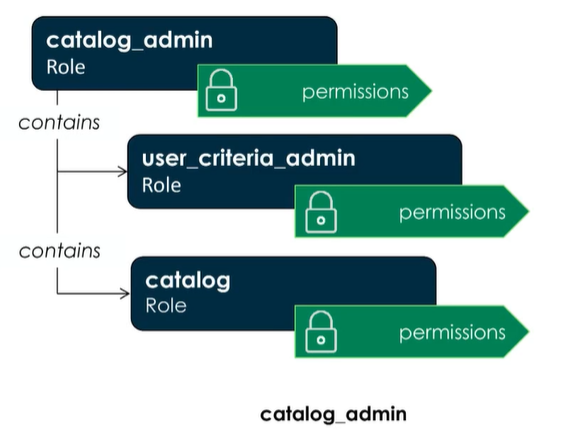 catalog_admin
Role
permissions
contains
user_criteria_admin
Role
permissions
contains
catalog
Role
permissions
catalog_admin